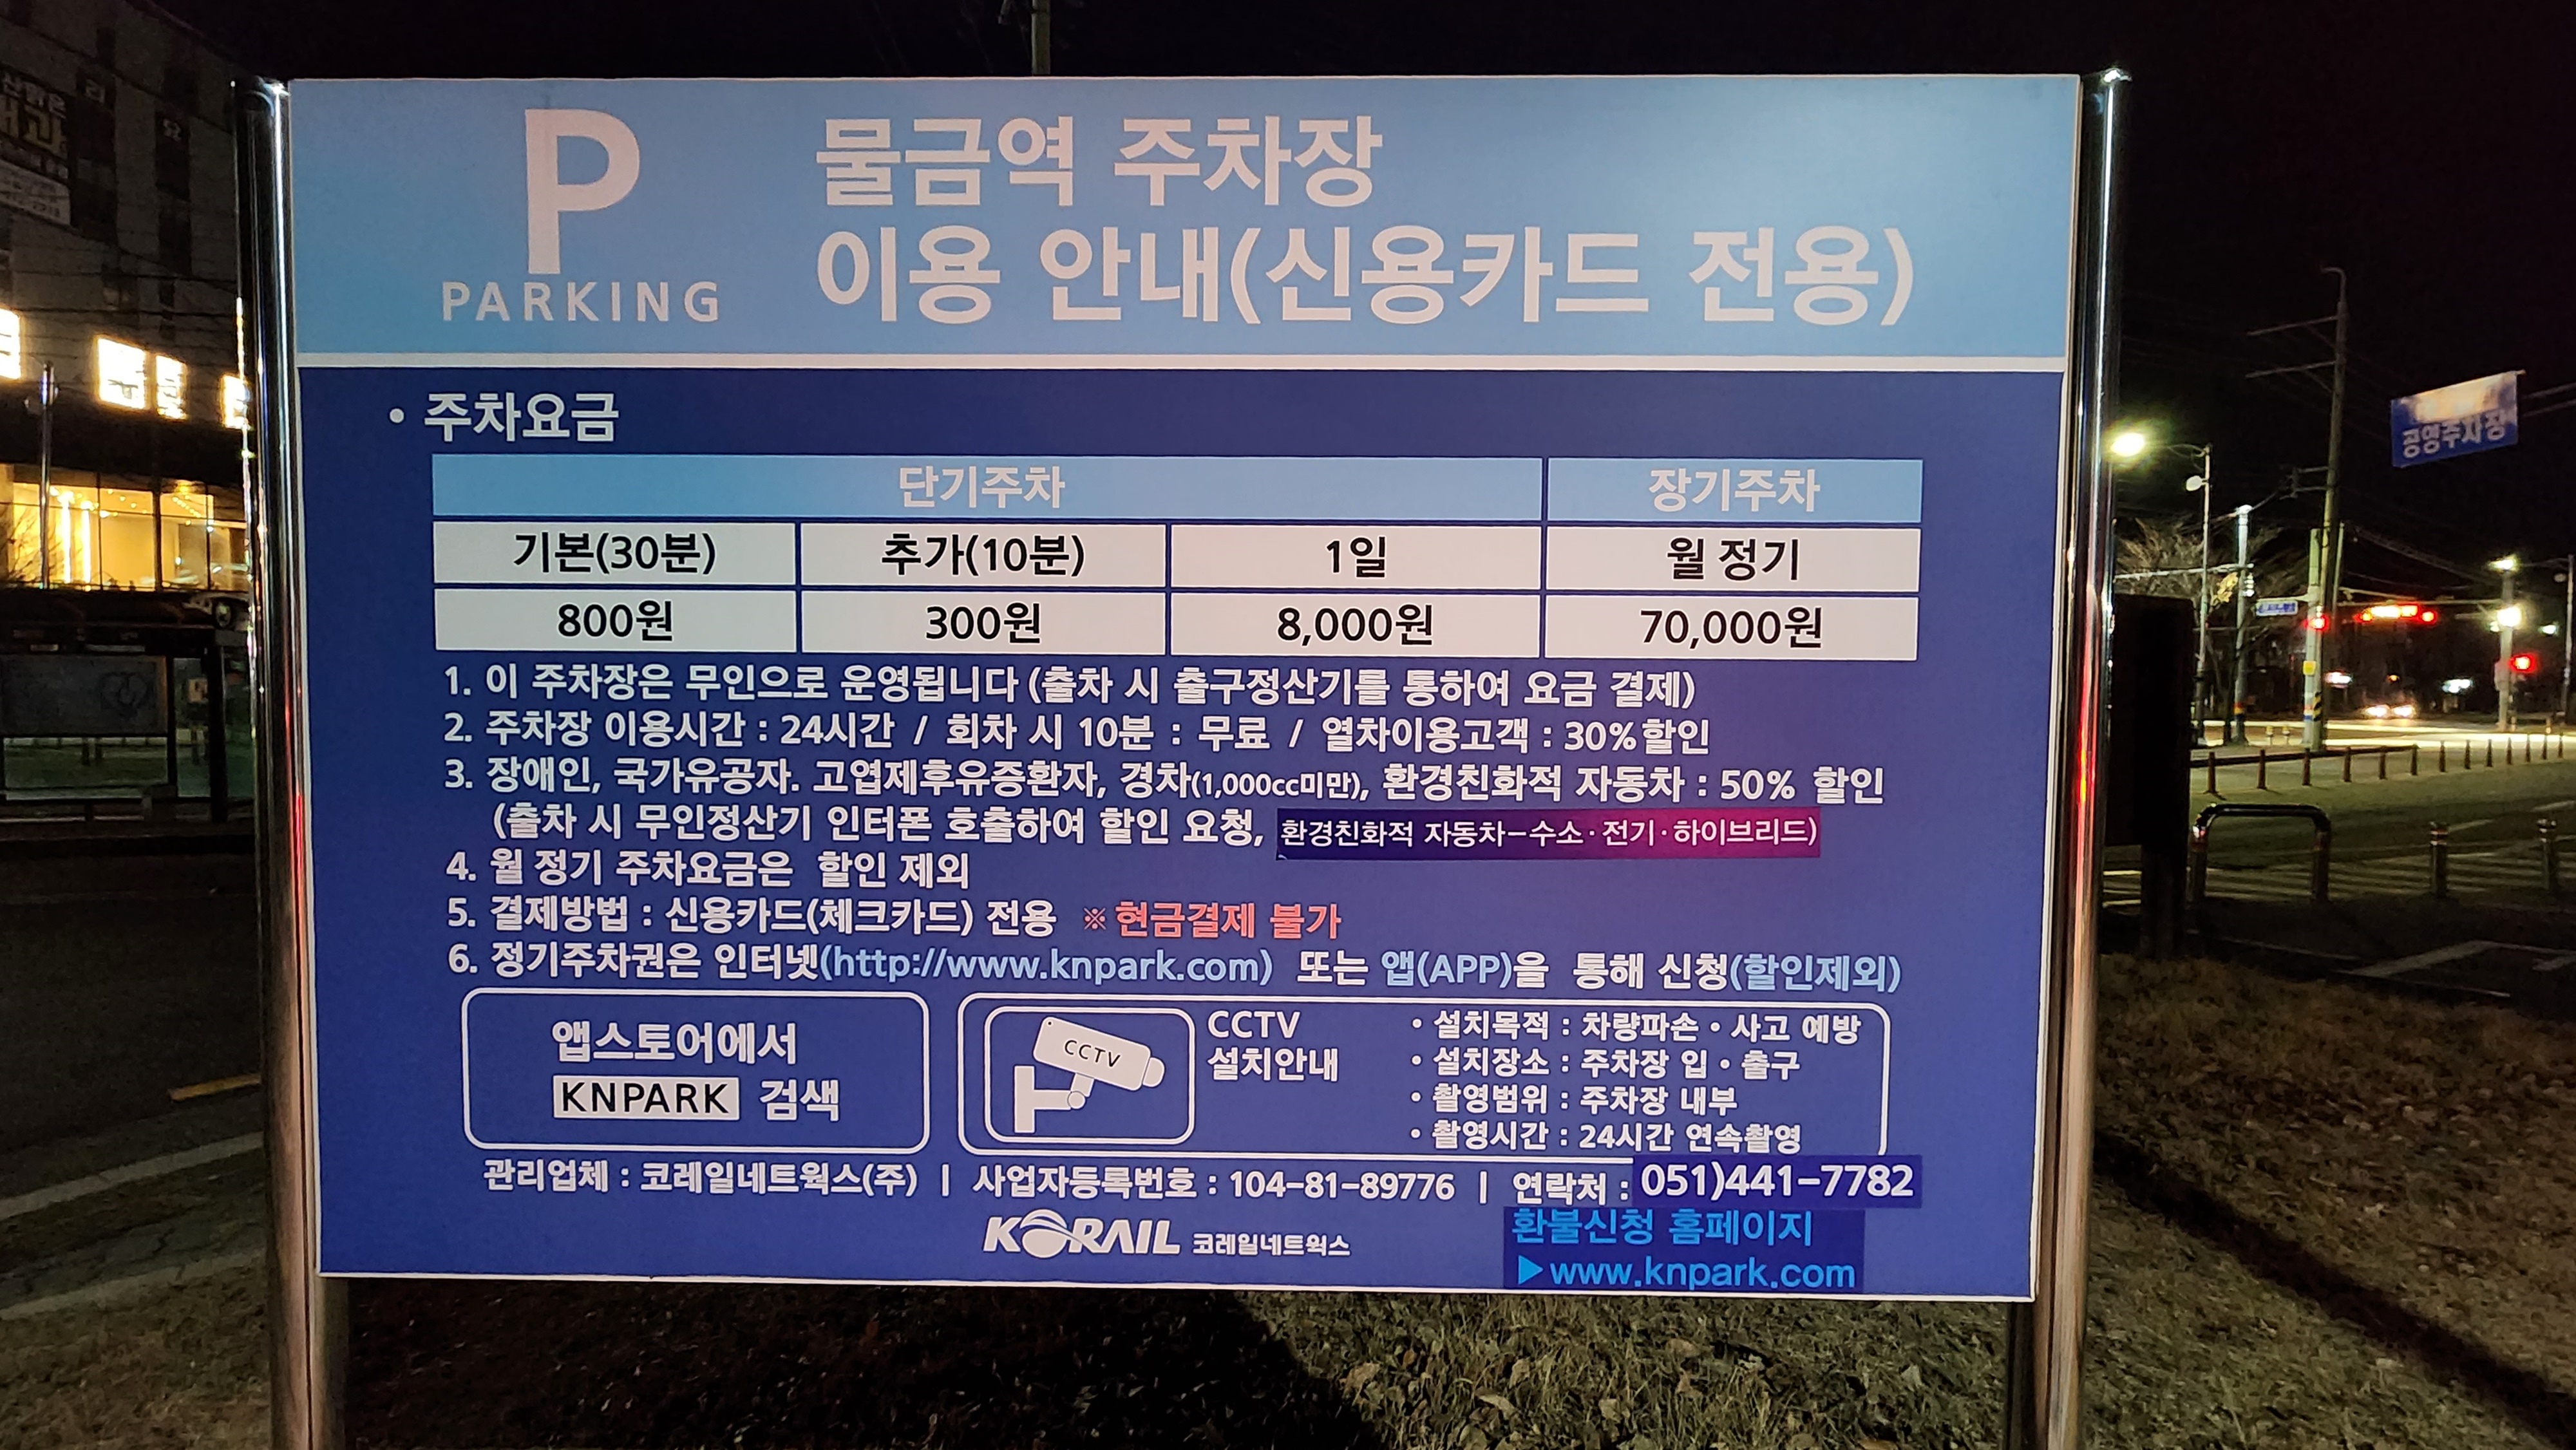 P
PARKING
물금역 주차장
이용 안내(신용카드 전용)
• 주차요금
단기주차 장기주차
기본(30분) 추가(10분) 1일 월 정기
800원 300원 8,000원 70,000원
1. 이 주차장은 무인으로 운영됩니다 (출차 시 출구정산기를 통하여 요금 결제)
2. 주차장 이용시간 : 24시간 / 회차 시 10분 : 무료 / 열차이용고객 : 30%할인
3. 장애인, 국가유공자. 고엽제후유증환자, 경차(1,000cc미만), 환경친화적 자동차 : 50% 할인
(출차 시 무인정산기 인터폰 호출하여 할인 요청, 환경친화적 자동차-수소·전기·하이브리드)
4. 월 정기 주차요금은 할인 제외
5. 결제방법 : 신용카드(체크카드) 전용 ※ 현금결제 불가
6. 정기주차권은 인터넷(http://www.knpark.com) 또는 앱(APP)을 통해 신청(할인제외)
앱스토어에서
KNPARK 검색
CCTV
CCTV
설치안내
• 설치목적 : 차량파손 • 사고 예방
• 설치장소 : 주차장 입 • 출구
• 촬영범위 : 주차장 내부
• 촬영시간 : 24시간 연속촬영
관리업체 : 코레일네트웍스(주) | 사업자등록번호 : 104-81-89776 | 연락처 : 051)441-7782
KORAIL 코레일네트웍스
환불신청 홈페이지
▶www.knpark.com
공영주차장